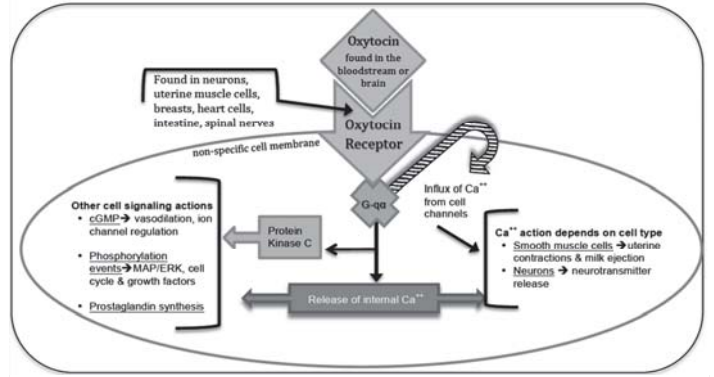 Oxytocin
found in the
bloodstream or
brain
Found in neurons,
uterine muscle cells,
breasts, heart cells,
intestine, spinal nerves
Oxytocin
Receptor
non-specific cell membrane
G-qα
Influx of Ca++
from cell
channels
Other cell signaling actions
• cGMP➔ vasodilation, ion
channel regulation
• Phosphorylation
events➔MAP/ERK, cell
cycle & growth factors
• Prostaglandin synthesis
Protein
Kinase C
Ca++ action depends on cell type
• Smooth muscle cells ➔uterine
contractions & milk ejection
• Neurons ➔ neurotransmitter
release
Release of internal Ca++